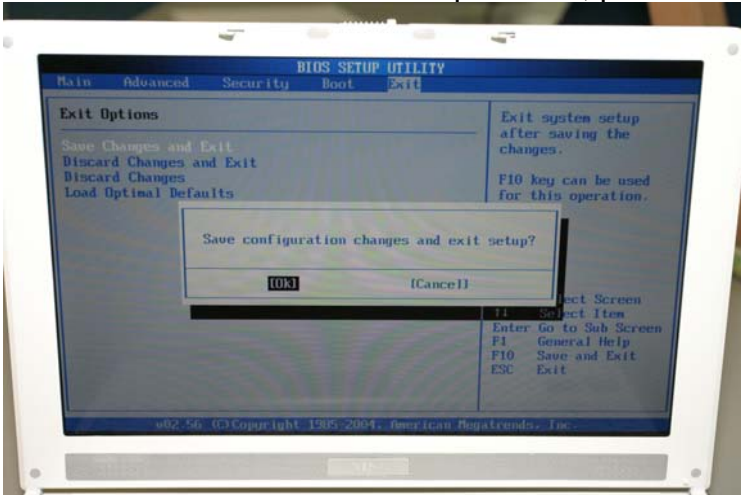 BIOS SETUP UTILITY
Main Advanced Security Boot Exit
Exit Options
Save Changes and Exit
Discard Changes and Exit
Discard Changes
Load Optimal Defaults
Exit system setup
after saving the
changes.
F10 key can be used
for this operation.
Save configuration changes and exit setup?
[Ok] [Cancel]
Screen
↑↓ Select Item
Enter Go to Sub Screen
F1 General Help
F10 Save and Exit
ESC Exit
v02.56 (C)Copyright 1985-2004, American Megatrends, Inc.